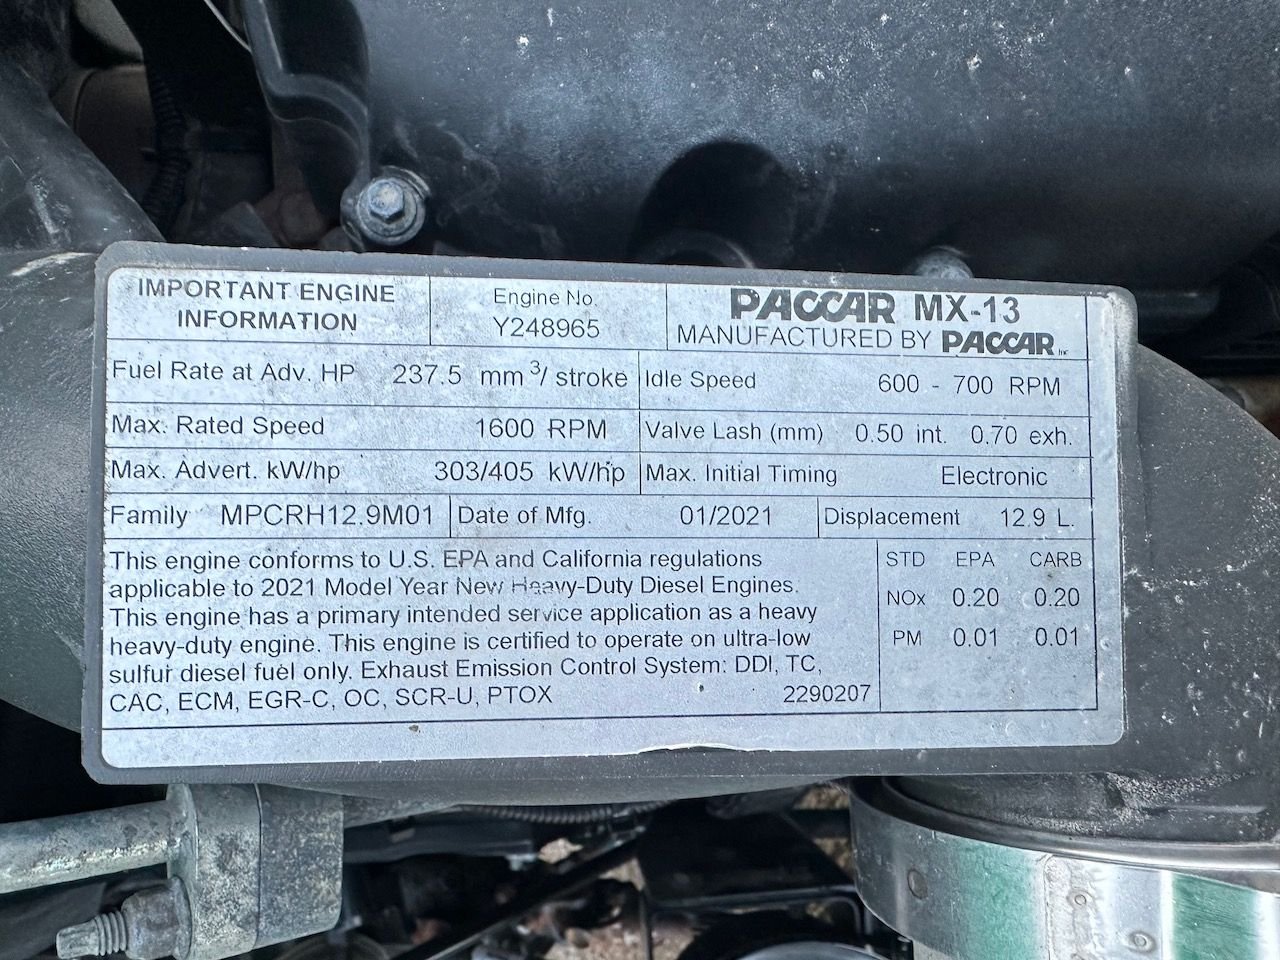 IMPORTANT ENGINE
INFORMATION
Engine No.
Y248965
PACCAR MX-13
MANUFACTURED BY PACCAR Inc
Fuel Rate at Adv. HP 237.5 mm³/ stroke
Idle Speed 600 - 700 RPM
Max. Rated Speed 1600 RPM
Valve Lash (mm) 0.50 int. 0.70 exh.
Max. Advert. kW/hp 303/405 kW/hp
Max. Initial Timing Electronic
Family MPCRH12.9M01
Date of Mfg. 01/2021
Displacement 12.9 L.
This engine conforms to U.S. EPA and California regulations
applicable to 2021 Model Year New Heavy-Duty Diesel Engines.
This engine has a primary intended service application as a heavy
heavy-duty engine. This engine is certified to operate on ultra-low
sulfur diesel fuel only. Exhaust Emission Control System: DDI, TC,
CAC, ECM, EGR-C, OC, SCR-U, PTOX 2290207
STD EPA CARB
NOx 0.20 0.20
PM 0.01 0.01